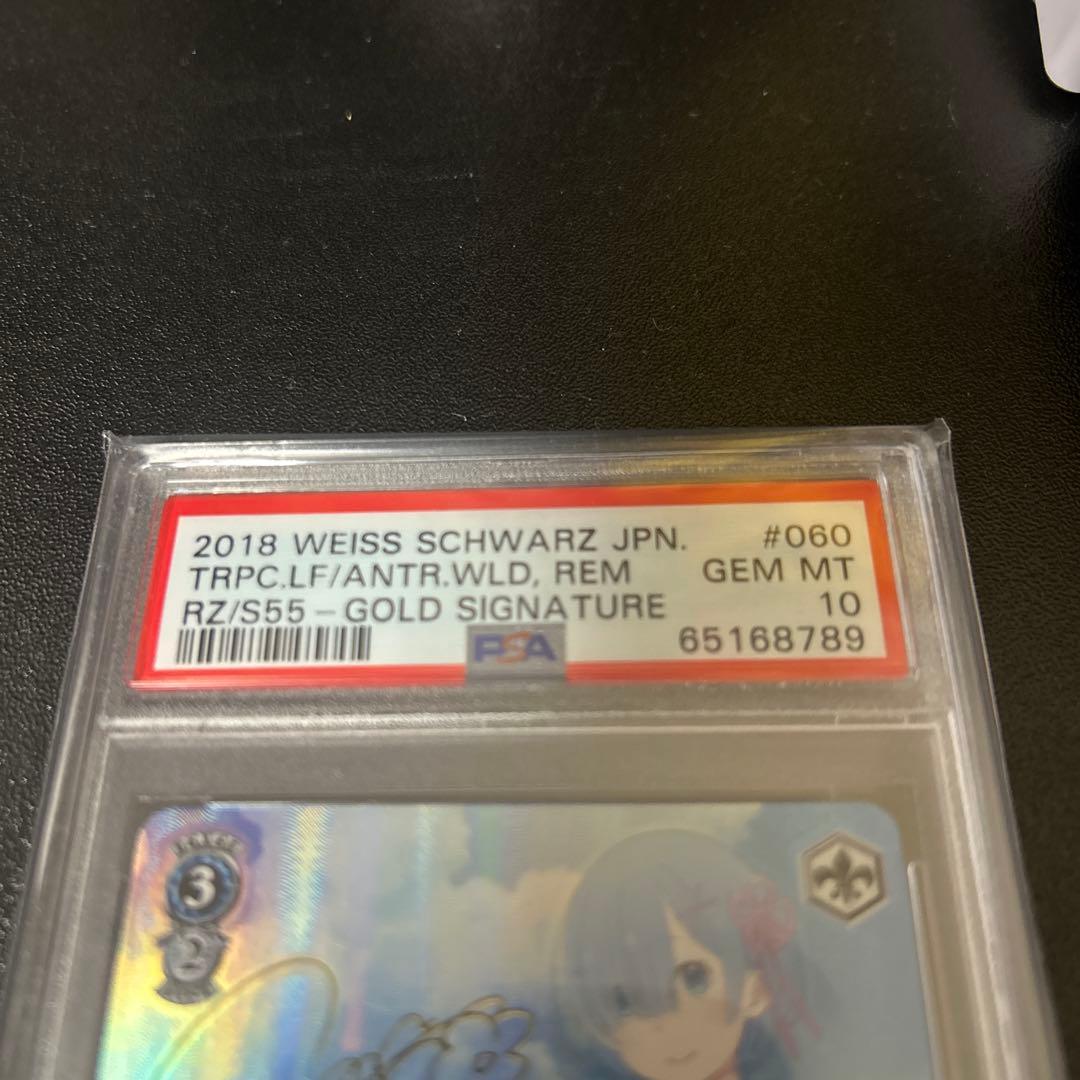 2018 WEISS SCHWARZ JPN. #060
TRPC.LF/ANTR.WLD, REM GEM MT
RZ/S55-GOLD SIGNATURE 10
PSA 65168789
3
2